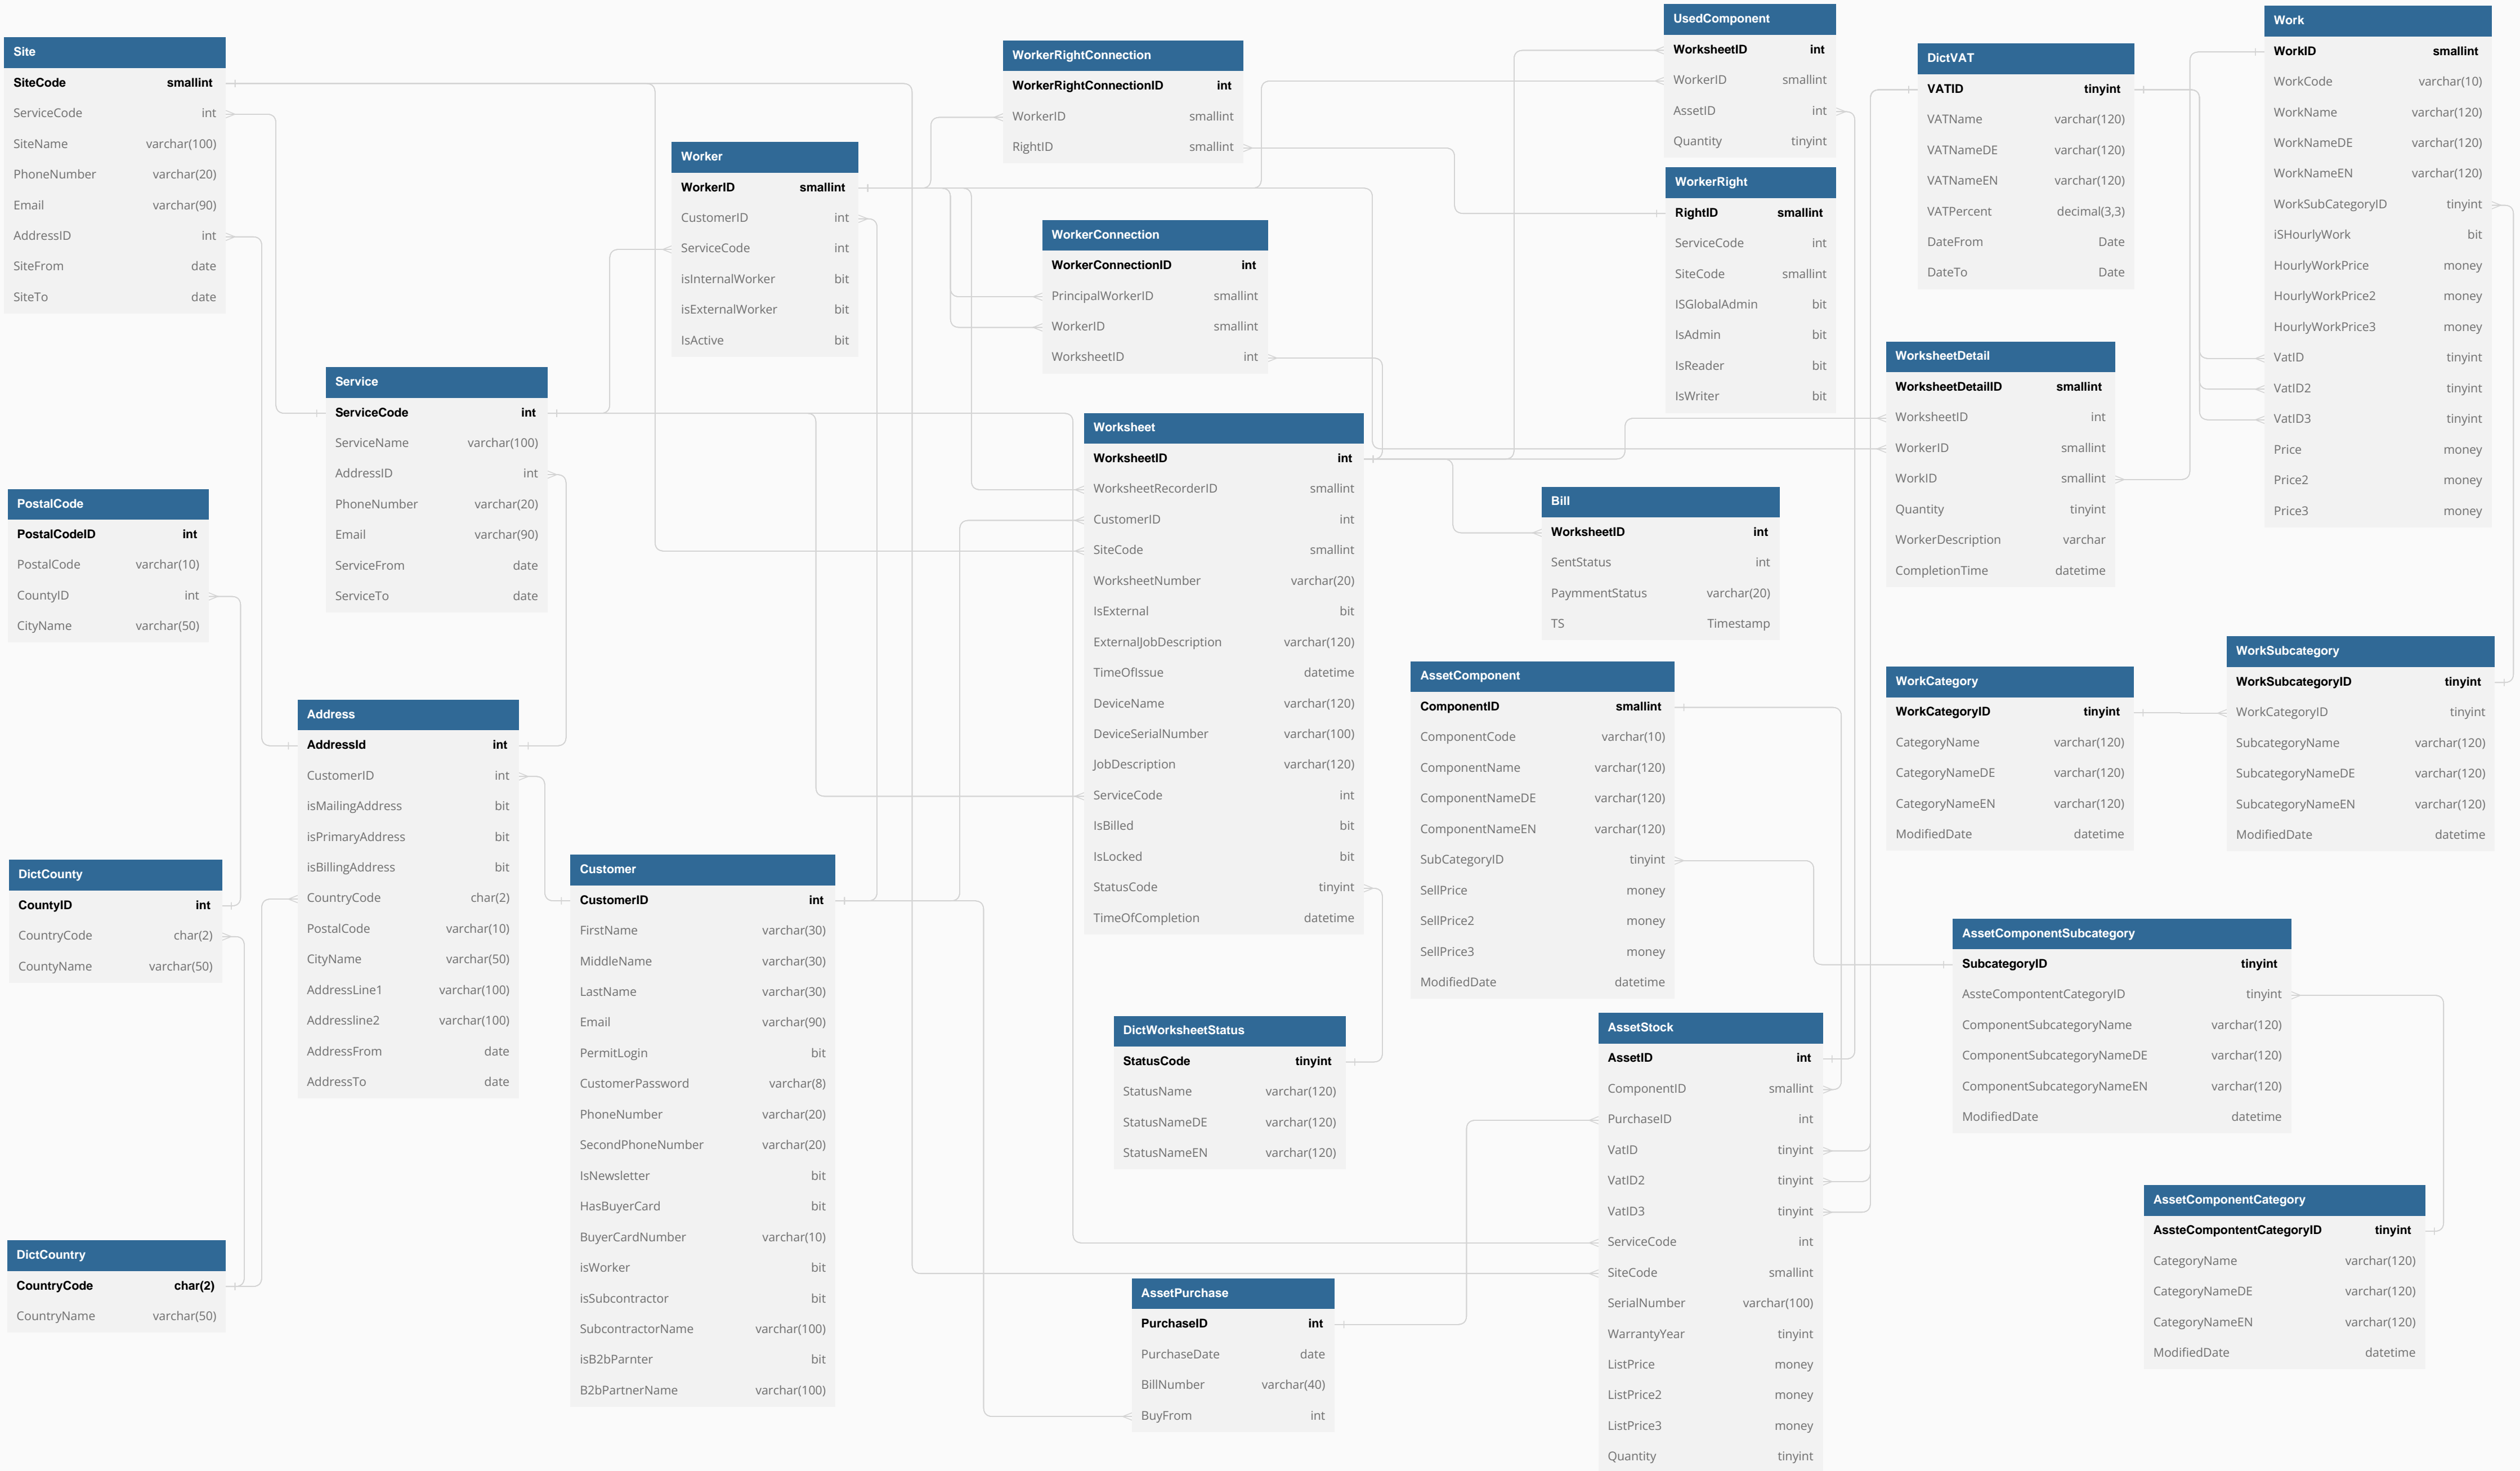 Site
SiteCode smallint
ServiceCode int
SiteName varchar(100)
PhoneNumber varchar(20)
Email varchar(90)
AddressID int
SiteFrom date
SiteTo date
Service
ServiceCode int
ServiceName varchar(100)
AddressID int
PhoneNumber varchar(20)
Email varchar(90)
ServiceFrom date
ServiceTo date
PostalCode
PostalCodeID int
PostalCode varchar(10)
CountyID int
CityName varchar(50)
Address
AddressId int
CustomerID int
isMailingAddress bit
isPrimaryAddress bit
isBillingAddress bit
CountryCode char(2)
PostalCode varchar(10)
CityName varchar(50)
AddressLine1 varchar(100)
Addressline2 varchar(100)
AddressFrom date
AddressTo date
DictCounty
CountyID int
CountryCode char(2)
CountyName varchar(50)
DictCountry
CountryCode char(2)
CountryName varchar(50)
Worker
WorkerID smallint
CustomerID int
ServiceCode int
isInternalWorker bit
isExternalWorker bit
IsActive bit
Customer
CustomerID int
FirstName varchar(30)
MiddleName varchar(30)
LastName varchar(30)
Email varchar(90)
PermitLogin bit
CustomerPassword varchar(8)
PhoneNumber varchar(20)
SecondPhoneNumber varchar(20)
IsNewsletter bit
HasBuyerCard bit
BuyerCardNumber varchar(10)
isWorker bit
isSubcontractor bit
SubcontractorName varchar(100)
isB2bParnter bit
B2bPartnerName varchar(100)
WorkerRightConnection
WorkerRightConnectionID int
WorkerID smallint
RightID smallint
WorkerConnection
WorkerConnectionID int
PrincipalWorkerID smallint
WorkerID smallint
WorksheetID int
Worksheet
WorksheetID int
WorksheetRecorderID smallint
CustomerID int
SiteCode smallint
WorksheetNumber varchar(20)
IsExternal bit
ExternalJobDescription varchar(120)
TimeOfIssue datetime
DeviceName varchar(120)
DeviceSerialNumber varchar(100)
JobDescription varchar(120)
ServiceCode int
IsBilled bit
IsLocked bit
StatusCode tinyint
TimeOfCompletion datetime
DictWorksheetStatus
StatusCode tinyint
StatusName varchar(120)
StatusNameDE varchar(120)
StatusNameEN varchar(120)
AssetPurchase
PurchaseID int
PurchaseDate date
BillNumber varchar(40)
BuyFrom int
UsedComponent
WorksheetID int
WorkerID smallint
AssetID int
Quantity tinyint
WorkerRight
RightID smallint
ServiceCode int
SiteCode smallint
ISGlobalAdmin bit
IsAdmin bit
IsReader bit
IsWriter bit
Bill
WorksheetID int
SentStatus int
PaymmentStatus varchar(20)
TS Timestamp
AssetComponent
ComponentID smallint
ComponentCode varchar(10)
ComponentName varchar(120)
ComponentNameDE varchar(120)
ComponentNameEN varchar(120)
SubCategoryID tinyint
SellPrice money
SellPrice2 money
SellPrice3 money
ModifiedDate datetime
AssetStock
AssetID int
ComponentID smallint
PurchaseID int
VatID tinyint
VatID2 tinyint
VatID3 tinyint
ServiceCode int
SiteCode smallint
SerialNumber varchar(100)
WarrantyYear tinyint
ListPrice money
ListPrice2 money
ListPrice3 money
Quantity tinyint
DictVAT
VATID tinyint
VATName varchar(120)
VATNameDE varchar(120)
VATNameEN varchar(120)
VATPercent decimal(3,3)
DateFrom Date
DateTo Date
WorksheetDetail
WorksheetDetailID smallint
WorksheetID int
WorkerID smallint
WorkID smallint
Quantity tinyint
WorkerDescription varchar
CompletionTime datetime
Work
WorkID smallint
WorkCode varchar(10)
WorkName varchar(120)
WorkNameDE varchar(120)
WorkNameEN varchar(120)
WorkSubCategoryID tinyint
iSHourlyWork bit
HourlyWorkPrice money
HourlyWorkPrice2 money
HourlyWorkPrice3 money
VatID tinyint
VatID2 tinyint
VatID3 tinyint
Price money
Price2 money
Price3 money
WorkCategory
WorkCategoryID tinyint
CategoryName varchar(120)
CategoryNameDE varchar(120)
CategoryNameEN varchar(120)
ModifiedDate datetime
WorkSubcategory
WorkSubcategoryID tinyint
WorkCategoryID tinyint
SubcategoryName varchar(120)
SubcategoryNameDE varchar(120)
SubcategoryNameEN varchar(120)
ModifiedDate datetime
AssetComponentSubcategory
SubcategoryID tinyint
AssteCompontentCategoryID tinyint
ComponentSubcategoryName varchar(120)
ComponentSubcategoryNameDE varchar(120)
ComponentSubcategoryNameEN varchar(120)
ModifiedDate datetime
AssetComponentCategory
AssteCompontentCategoryID tinyint
CategoryName varchar(120)
CategoryNameDE varchar(120)
CategoryNameEN varchar(120)
ModifiedDate datetime